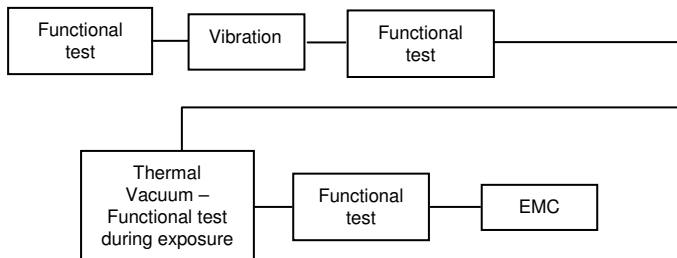 Functional
test
Vibration
Functional
test
Thermal
Vacuum –
Functional test
during exposure
Functional
test
EMC